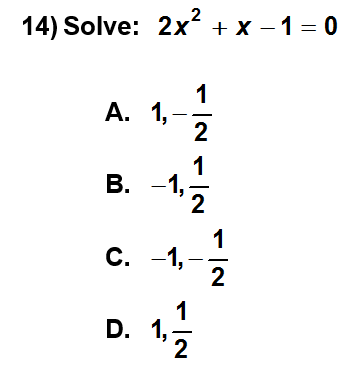 14) Solve: 2x² + x – 1 = 0
A. 1, –1/2
B. –1, 1/2
C. –1, –1/2
D. 1, 1/2